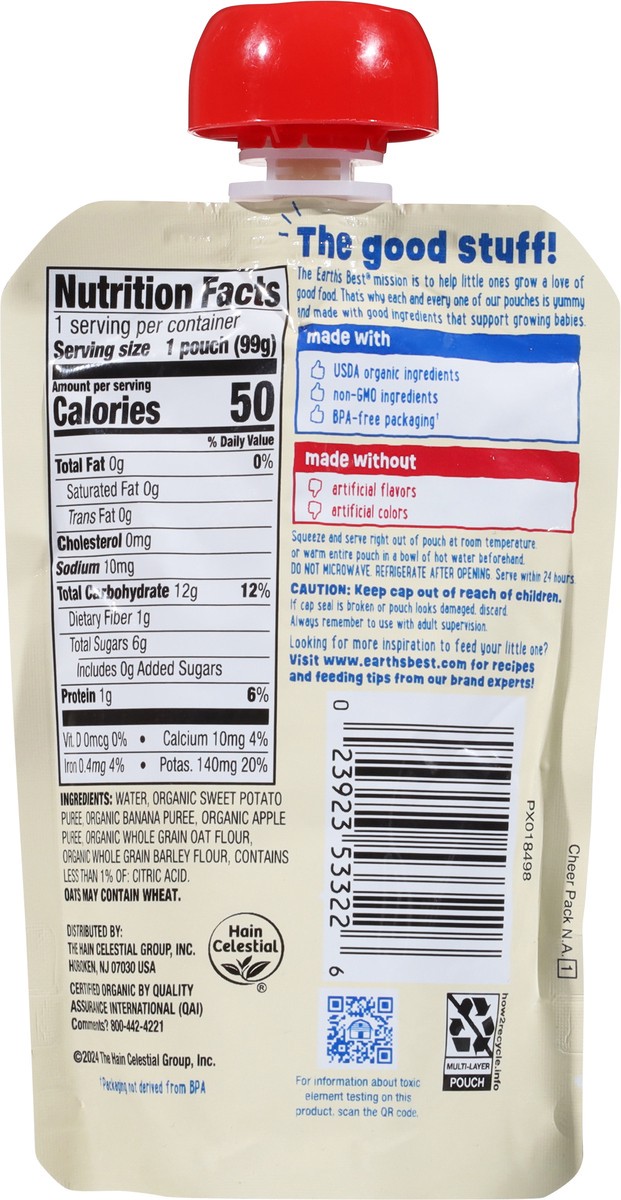 The good stuff!
The Earth's Best® mission is to help little ones grow a love of
good food. That's why each and every one of our pouches is yummy
and made with good ingredients that support growing babies.
made with
USDA organic ingredients
non-GMO ingredients
BPA-free packaging†
made without
artificial flavors
artificial colors
Squeeze and serve right out of pouch at room temperature
or warm entire pouch in a bowl of hot water beforehand.
DO NOT MICROWAVE. REFRIGERATE AFTER OPENING. Serve within 24 hours.
CAUTION: Keep cap out of reach of children.
If cap seal is broken or pouch looks damaged, discard.
Always remember to use with adult supervision.
Looking for more inspiration to feed your little one?
Visit www.earthsbest.com for recipes
and feeding tips from our brand experts!
Nutrition Facts
1 serving per container
Serving size 1 pouch (99g)
Amount per serving
Calories 50
% Daily Value
Total Fat 0g 0%
Saturated Fat 0g
Trans Fat 0g
Cholesterol 0mg
Sodium 10mg
Total Carbohydrate 12g 12%
Dietary Fiber 1g
Total Sugars 6g
Includes 0g Added Sugars
Protein 1g 6%
Vit. D 0mcg 0% • Calcium 10mg 4%
Iron 0.4mg 4% • Potas. 140mg 20%
INGREDIENTS: WATER, ORGANIC SWEET POTATO
PUREE, ORGANIC BANANA PUREE, ORGANIC APPLE
PUREE, ORGANIC WHOLE GRAIN OAT FLOUR,
ORGANIC WHOLE GRAIN BARLEY FLOUR, CONTAINS
LESS THAN 1% OF: CITRIC ACID.
OATS MAY CONTAIN WHEAT.
DISTRIBUTED BY:
THE HAIN CELESTIAL GROUP, INC.
HOBOKEN, NJ 07030 USA
CERTIFIED ORGANIC BY QUALITY
ASSURANCE INTERNATIONAL (QAI)
Comments? 800-442-4221
Hain
Celestial
®
©2024 The Hain Celestial Group, Inc.
†Packaging not derived from BPA
0 23923 53322 6
PX018498
Cheer Pack N.A. 1
For information about toxic
element testing on this
product, scan the QR code.
how2recycle.info
MULTI-LAYER
POUCH